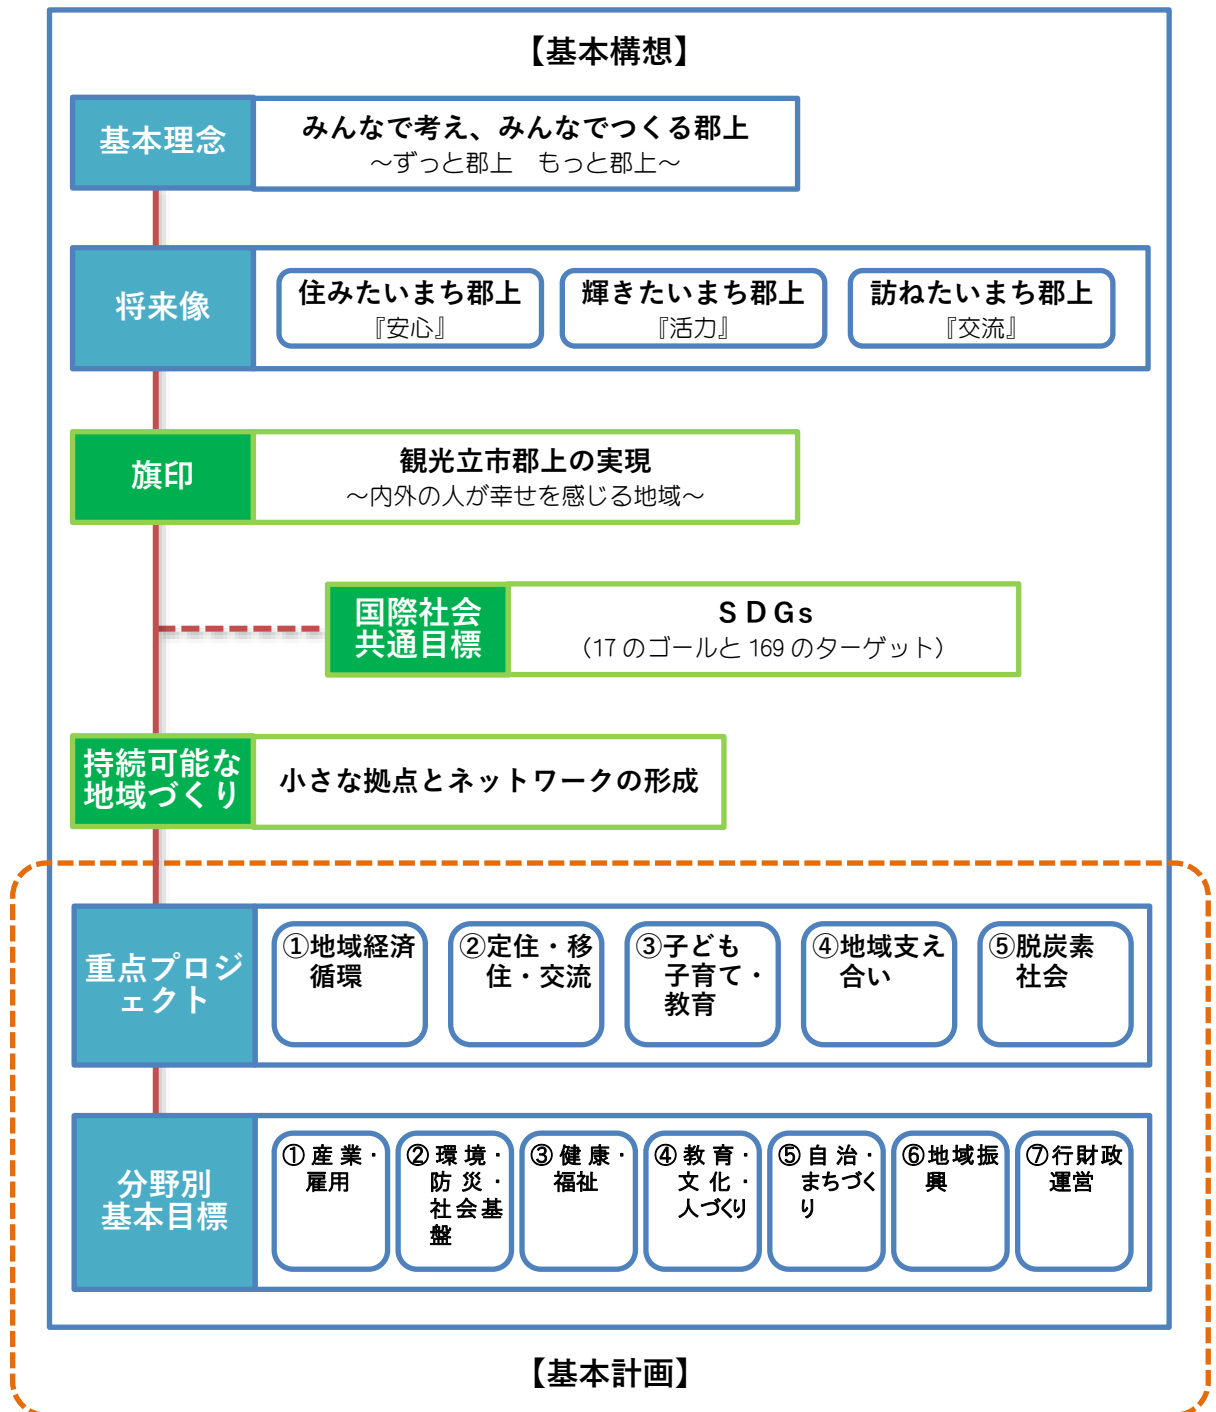 【基本構想】
基本理念
みんなで考え、みんなでつくる郡上
～ずっと郡上　もっと郡上～
将来像
住みたいまち郡上
『安心』
輝きたいまち郡上
『活力』
訪ねたいまち郡上
『交流』
旗印
観光立市郡上の実現
～内外の人が幸せを感じる地域～
国際社会
共通目標
ＳＤＧs
（17のゴールと169のターゲット）
持続可能な
地域づくり
小さな拠点とネットワークの形成
重点プロジ
ェクト
①地域経済
循環
②定住・移
住・交流
③子ども
子育て・
教育
④地域支え
合い
⑤脱炭素
社会
分野別
基本目標
①産業・
雇用
②環境・
防災・
社会基
盤
③健康・
福祉
④教育・
文化・
人づくり
⑤自治・
まちづく
り
⑥地域振
興
⑦行財政
運営
【基本計画】